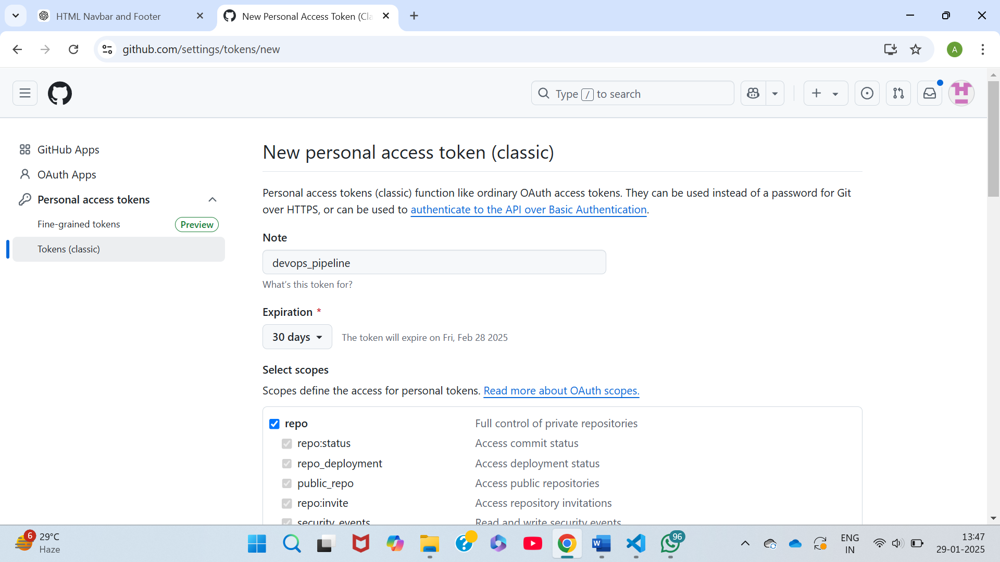 HTML Navbar and Footer
New Personal Access Token (Cla
github.com/settings/tokens/new
A
Type / to search
GitHub Apps
OAuth Apps
Personal access tokens
Fine-grained tokens Preview
Tokens (classic)
New personal access token (classic)
Personal access tokens (classic) function like ordinary OAuth access tokens. They can be used instead of a password for Git
over HTTPS, or can be used to authenticate to the API over Basic Authentication.
Note
devops_pipeline
What's this token for?
Expiration *
30 days The token will expire on Fri, Feb 28 2025
Select scopes
Scopes define the access for personal tokens. Read more about OAuth scopes.
repo Full control of private repositories
repo:status Access commit status
repo_deployment Access deployment status
public_repo Access public repositories
repo:invite Access repository invitations
security_events Read and write security events
6
29°C
Haze
W
96
ENG
IN
13:47
29-01-2025